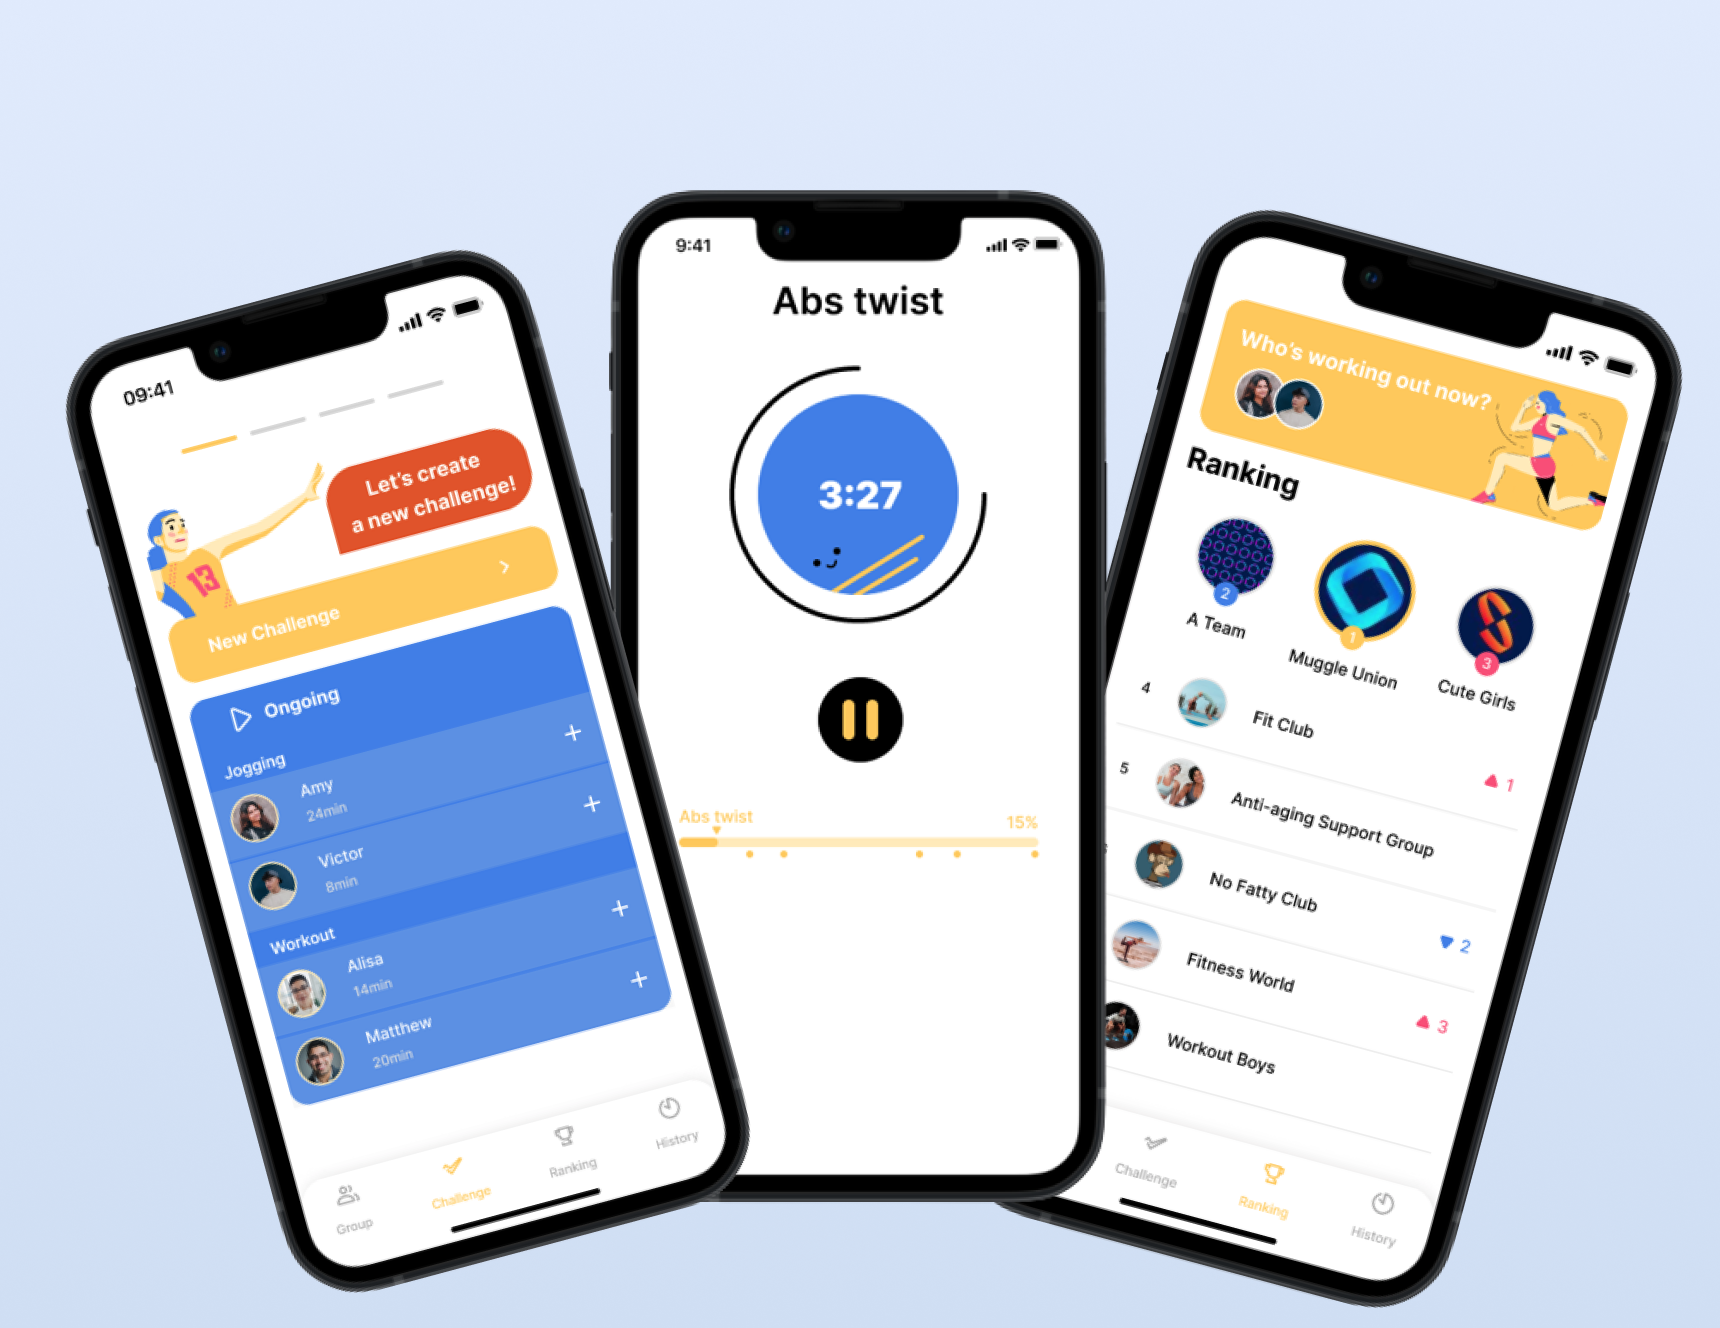 09:41
Let's create
a new challenge!
13
New Challenge
Ongoing
Jogging
Amy
24min
Victor
8min
Workout
Alisa
14min
Matthew
20min
Group
Challenge
Ranking
History
9:41
Abs twist
3:27
Abs twist
15%
Who's working out now?
Ranking
2
A Team
1
Muggle Union
3
Cute Girls
4
Fit Club
1
5
Anti-aging Support Group
No Fatty Club
2
Fitness World
3
Workout Boys
Challenge
Ranking
History